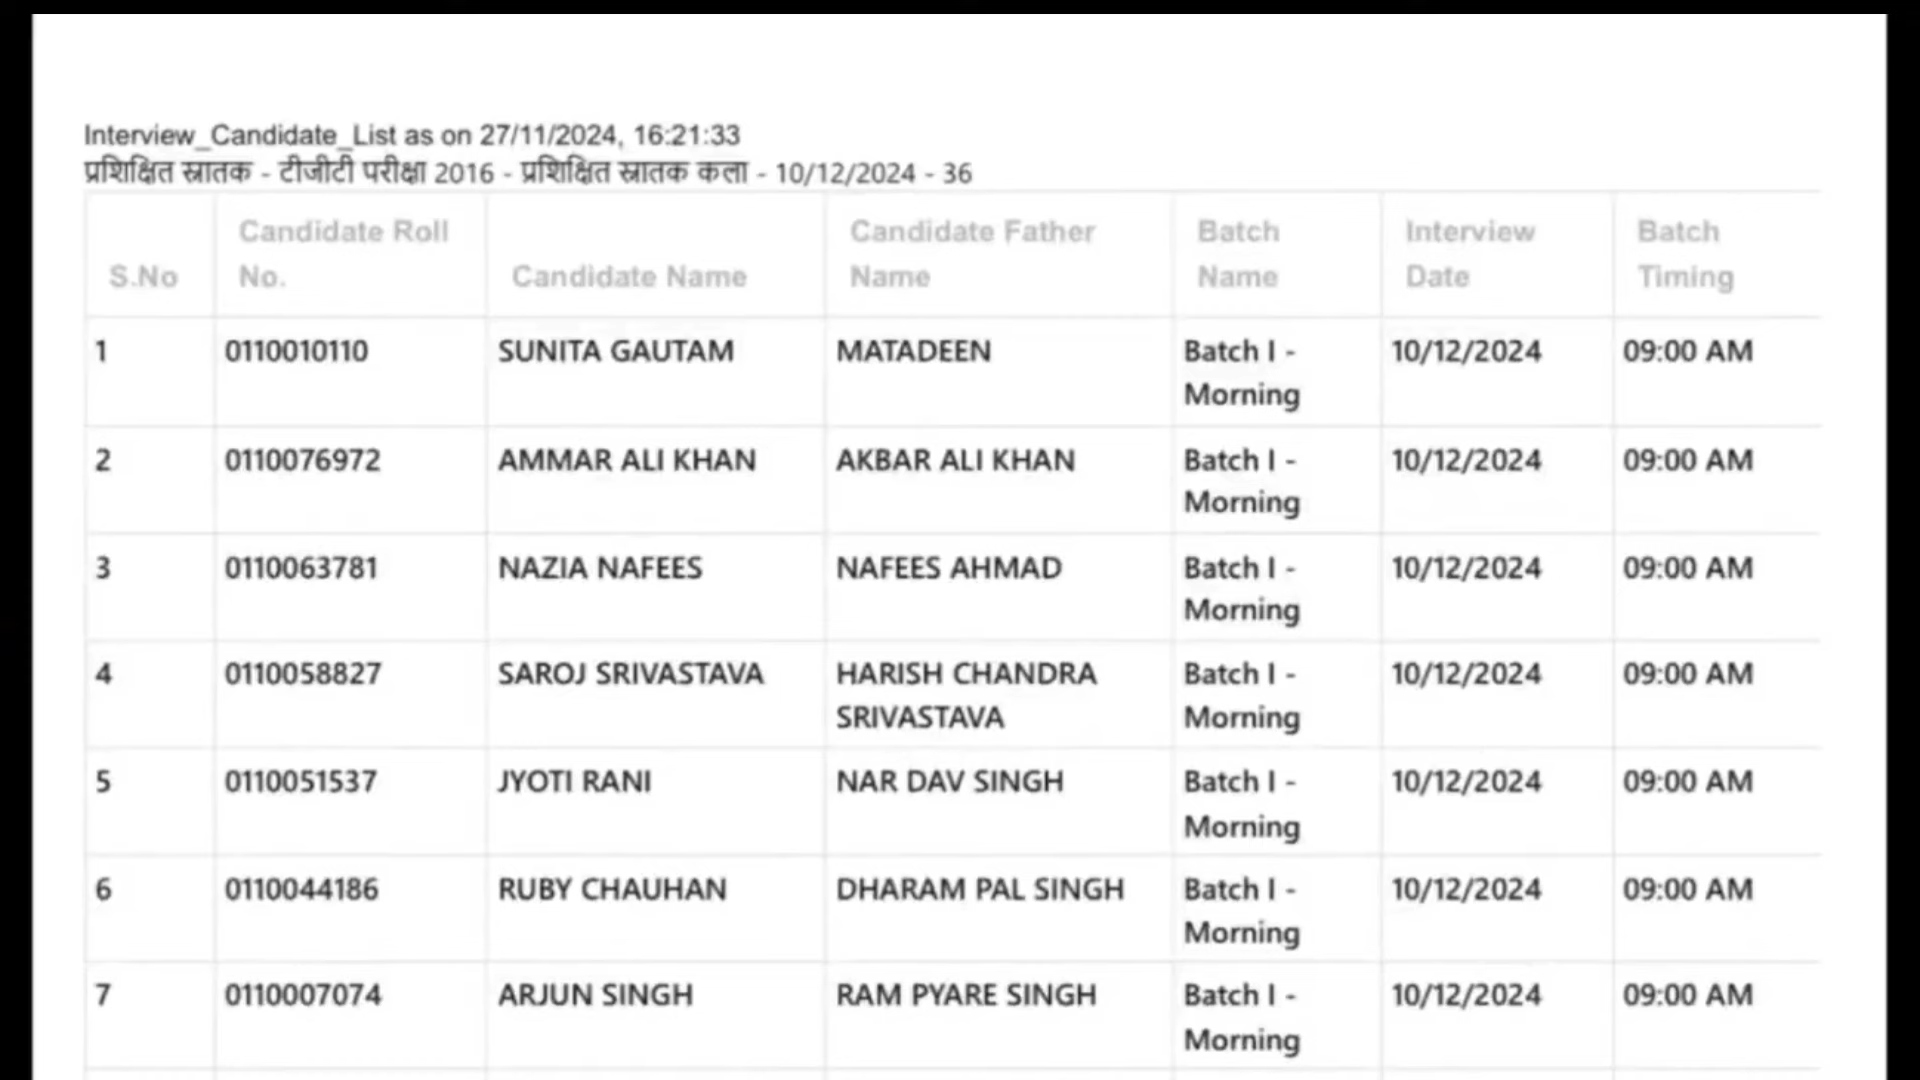 Interview_Candidate_List as on 27/11/2024, 16:21:33
प्रशिक्षित स्नातक - टीजीटी परीक्षा 2016 - प्रशिक्षित स्नातक कला - 10/12/2024 - 36
S.No Candidate Roll No. Candidate Name Candidate Father Name Batch Name Interview Date Batch Timing
1 0110010110 SUNITA GAUTAM MATADEEN Batch I - Morning 10/12/2024 09:00 AM
2 0110076972 AMMAR ALI KHAN AKBAR ALI KHAN Batch I - Morning 10/12/2024 09:00 AM
3 0110063781 NAZIA NAFEES NAFEES AHMAD Batch I - Morning 10/12/2024 09:00 AM
4 0110058827 SAROJ SRIVASTAVA HARISH CHANDRA SRIVASTAVA Batch I - Morning 10/12/2024 09:00 AM
5 0110051537 JYOTI RANI NAR DAV SINGH Batch I - Morning 10/12/2024 09:00 AM
6 0110044186 RUBY CHAUHAN DHARAM PAL SINGH Batch I - Morning 10/12/2024 09:00 AM
7 0110007074 ARJUN SINGH RAM PYARE SINGH Batch I - Morning 10/12/2024 09:00 AM